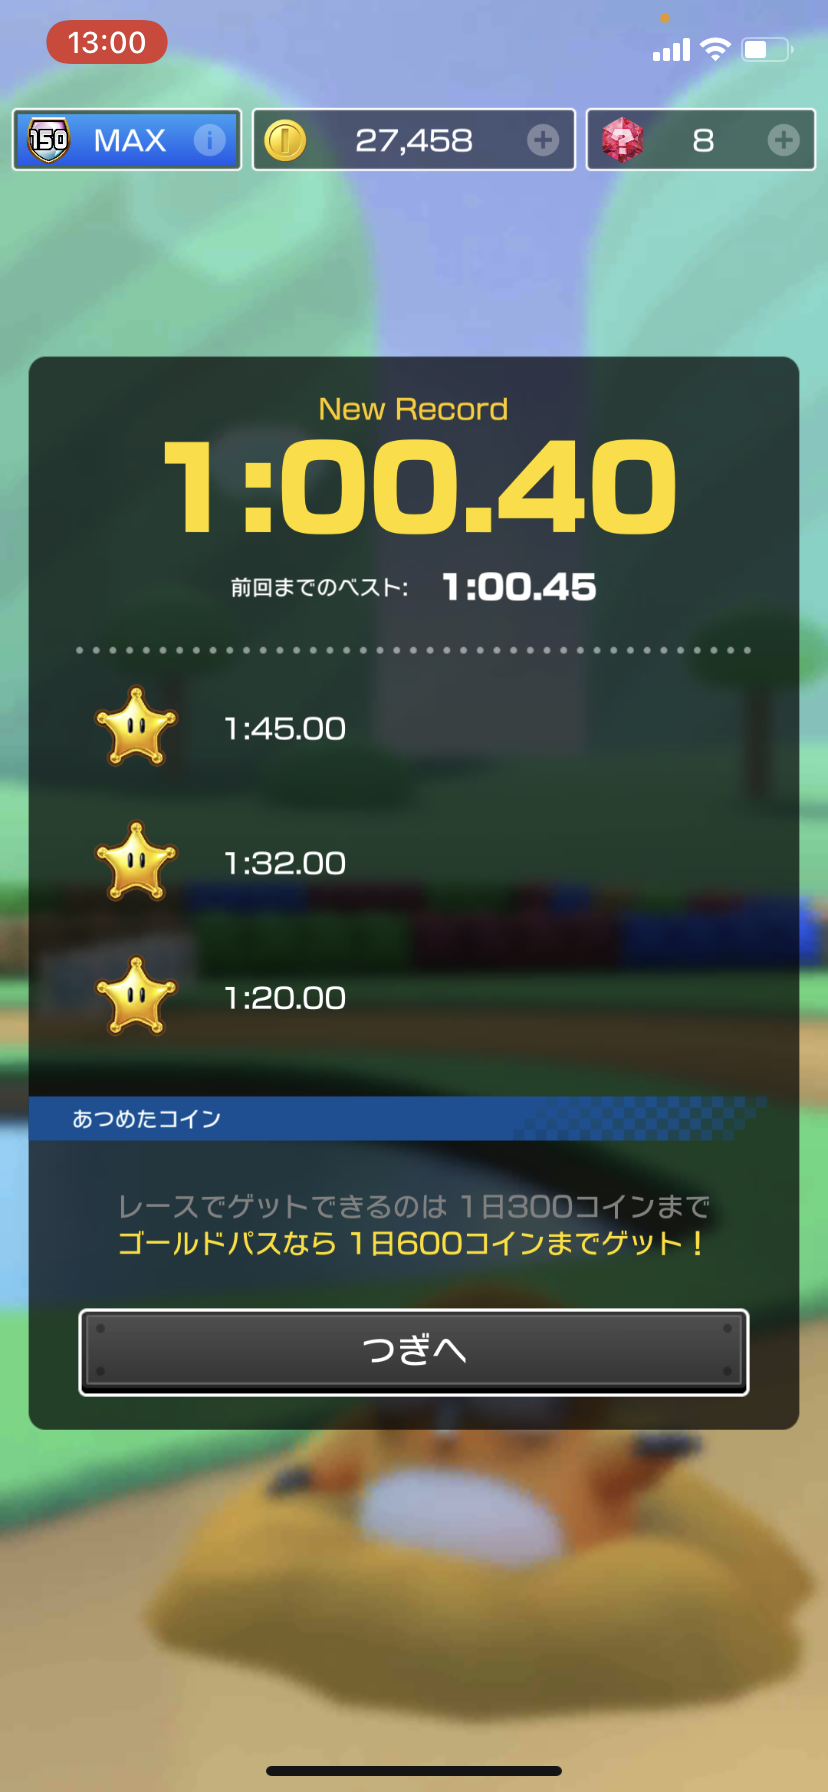 13:00
150 MAX i
27,458 +
? 8 +
New Record
1:00.40
前回までのベスト: 1:00.45
1:45.00
1:32.00
1:20.00
あつめたコイン
レースでゲットできるのは 1日300コインまで
ゴールドパスなら 1日600コインまでゲット！
つぎへ